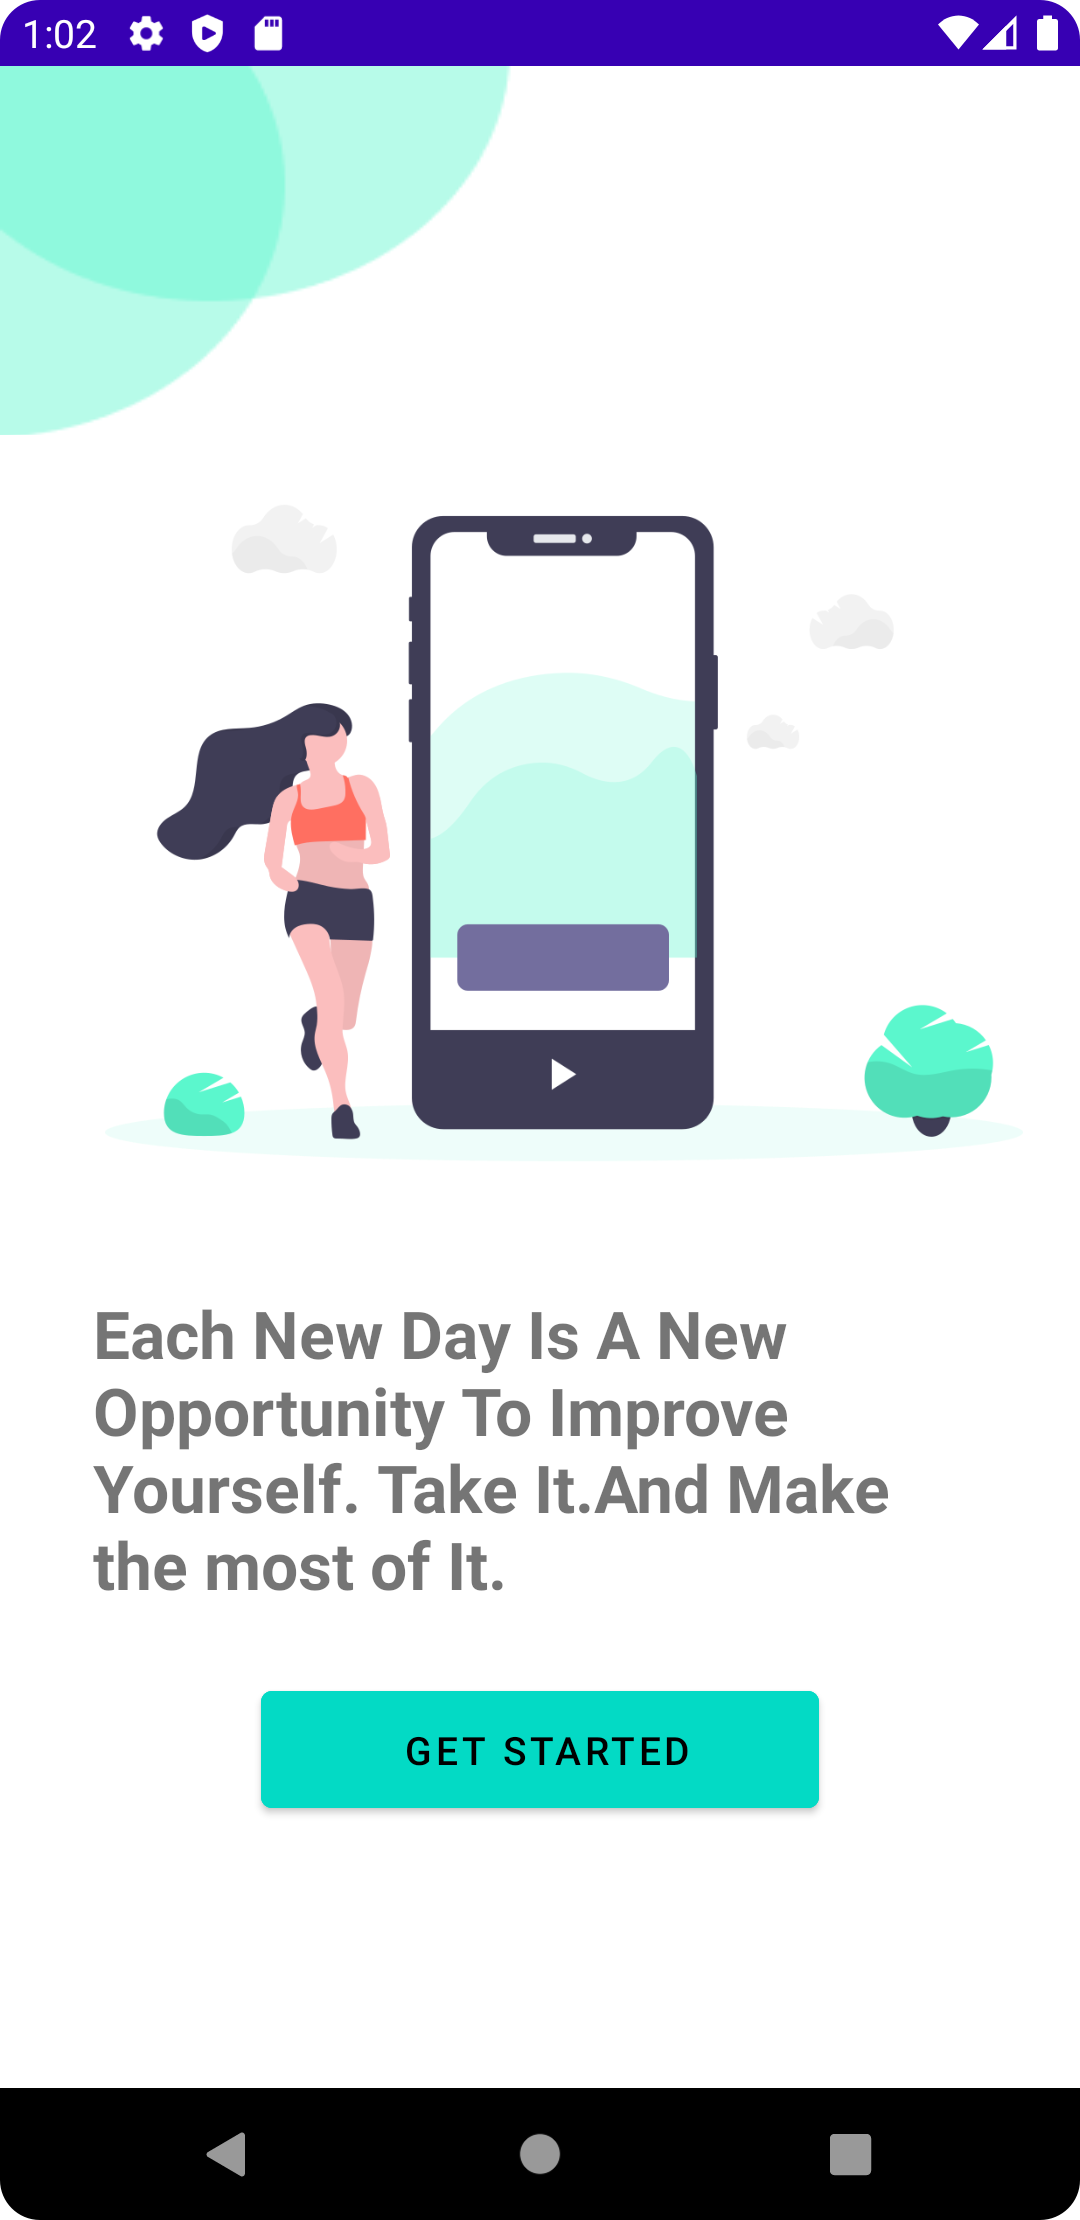 1:02
Each New Day Is A New
Opportunity To Improve
Yourself. Take It.And Make
the most of It.
GET STARTED